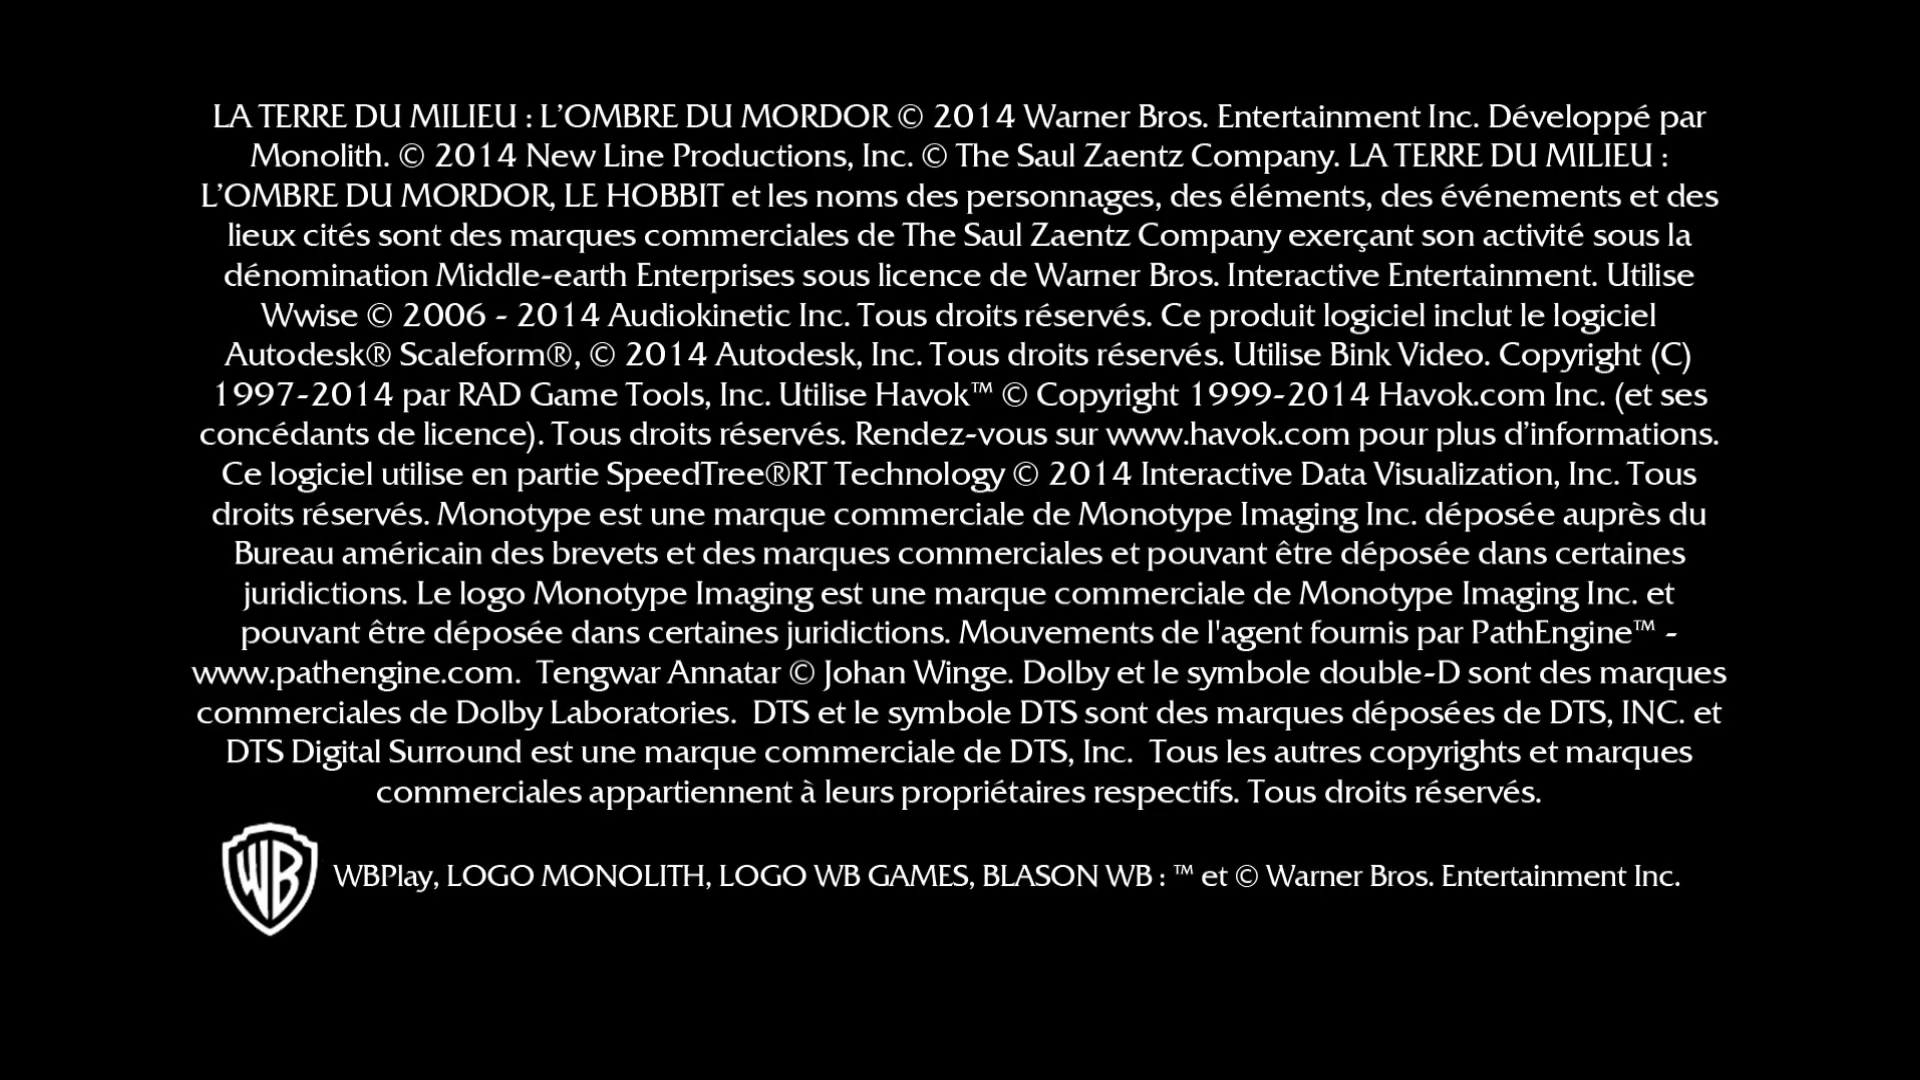 LA TERRE DU MILIEU : L’OMBRE DU MORDOR © 2014 Warner Bros. Entertainment Inc. Développé par
Monolith. © 2014 New Line Productions, Inc. © The Saul Zaentz Company. LA TERRE DU MILIEU :
L’OMBRE DU MORDOR, LE HOBBIT et les noms des personnages, des éléments, des événements et des
lieux cités sont des marques commerciales de The Saul Zaentz Company exerçant son activité sous la
dénomination Middle-earth Enterprises sous licence de Warner Bros. Interactive Entertainment. Utilise
Wwise © 2006 - 2014 Audiokinetic Inc. Tous droits réservés. Ce produit logiciel inclut le logiciel
Autodesk® Scaleform®, © 2014 Autodesk, Inc. Tous droits réservés. Utilise Bink Video. Copyright (C)
1997-2014 par RAD Game Tools, Inc. Utilise Havok™ © Copyright 1999-2014 Havok.com Inc. (et ses
concédants de licence). Tous droits réservés. Rendez-vous sur www.havok.com pour plus d’informations.
Ce logiciel utilise en partie SpeedTree®RT Technology © 2014 Interactive Data Visualization, Inc. Tous
droits réservés. Monotype est une marque commerciale de Monotype Imaging Inc. déposée auprès du
Bureau américain des brevets et des marques commerciales et pouvant être déposée dans certaines
juridictions. Le logo Monotype Imaging est une marque commerciale de Monotype Imaging Inc. et
pouvant être déposée dans certaines juridictions. Mouvements de l'agent fournis par PathEngine™ -
www.pathengine.com.  Tengwar Annatar © Johan Winge. Dolby et le symbole double-D sont des marques
commerciales de Dolby Laboratories.  DTS et le symbole DTS sont des marques déposées de DTS, INC. et
DTS Digital Surround est une marque commerciale de DTS, Inc.  Tous les autres copyrights et marques
commerciales appartiennent à leurs propriétaires respectifs. Tous droits réservés.
WB WBPlay, LOGO MONOLITH, LOGO WB GAMES, BLASON WB : ™ et © Warner Bros. Entertainment Inc.